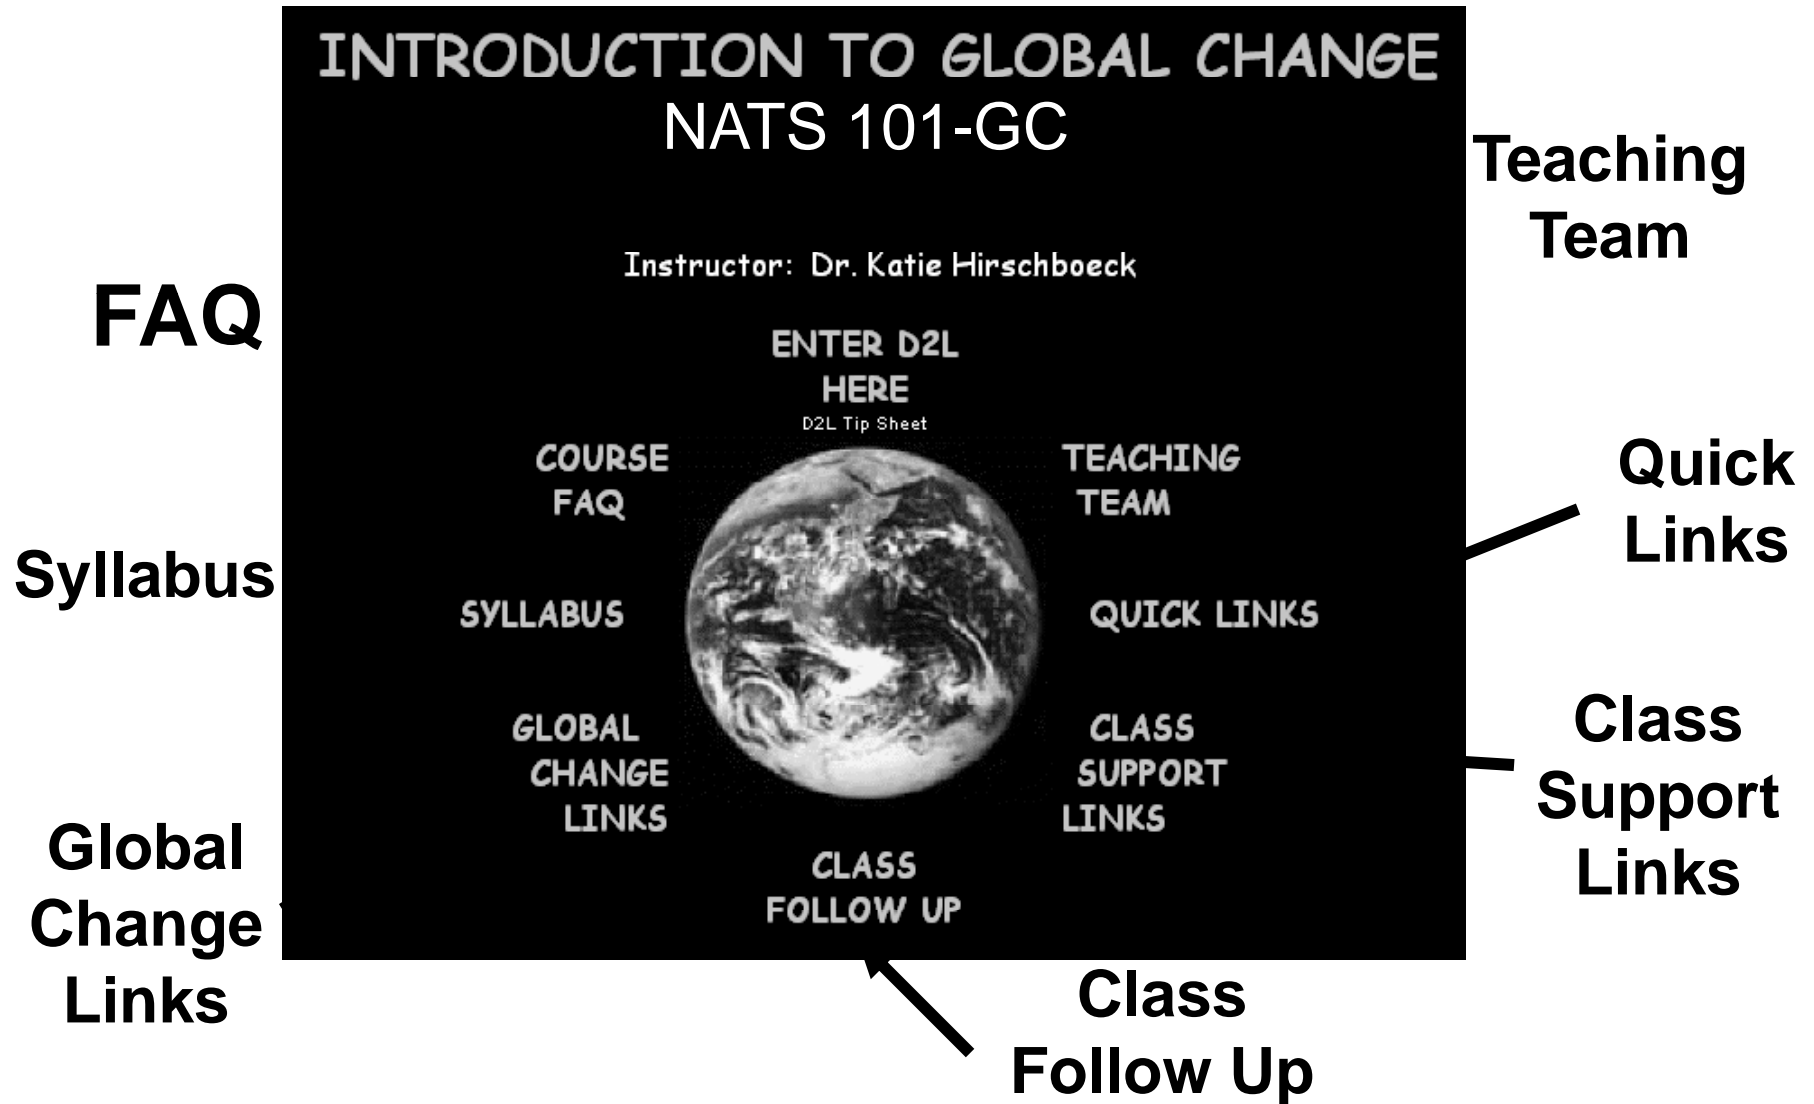 INTRODUCTION TO GLOBAL CHANGE
NATS 101-GC
Instructor: Dr. Katie Hirschboeck
ENTER D2L
HERE
D2L Tip Sheet
COURSE
FAQ
TEACHING
TEAM
SYLLABUS
QUICK LINKS
GLOBAL
CHANGE
LINKS
CLASS
SUPPORT
LINKS
CLASS
FOLLOW UP
FAQ
Syllabus
Global
Change
Links
Teaching
Team
Quick
Links
Class
Support
Links
Class
Follow Up